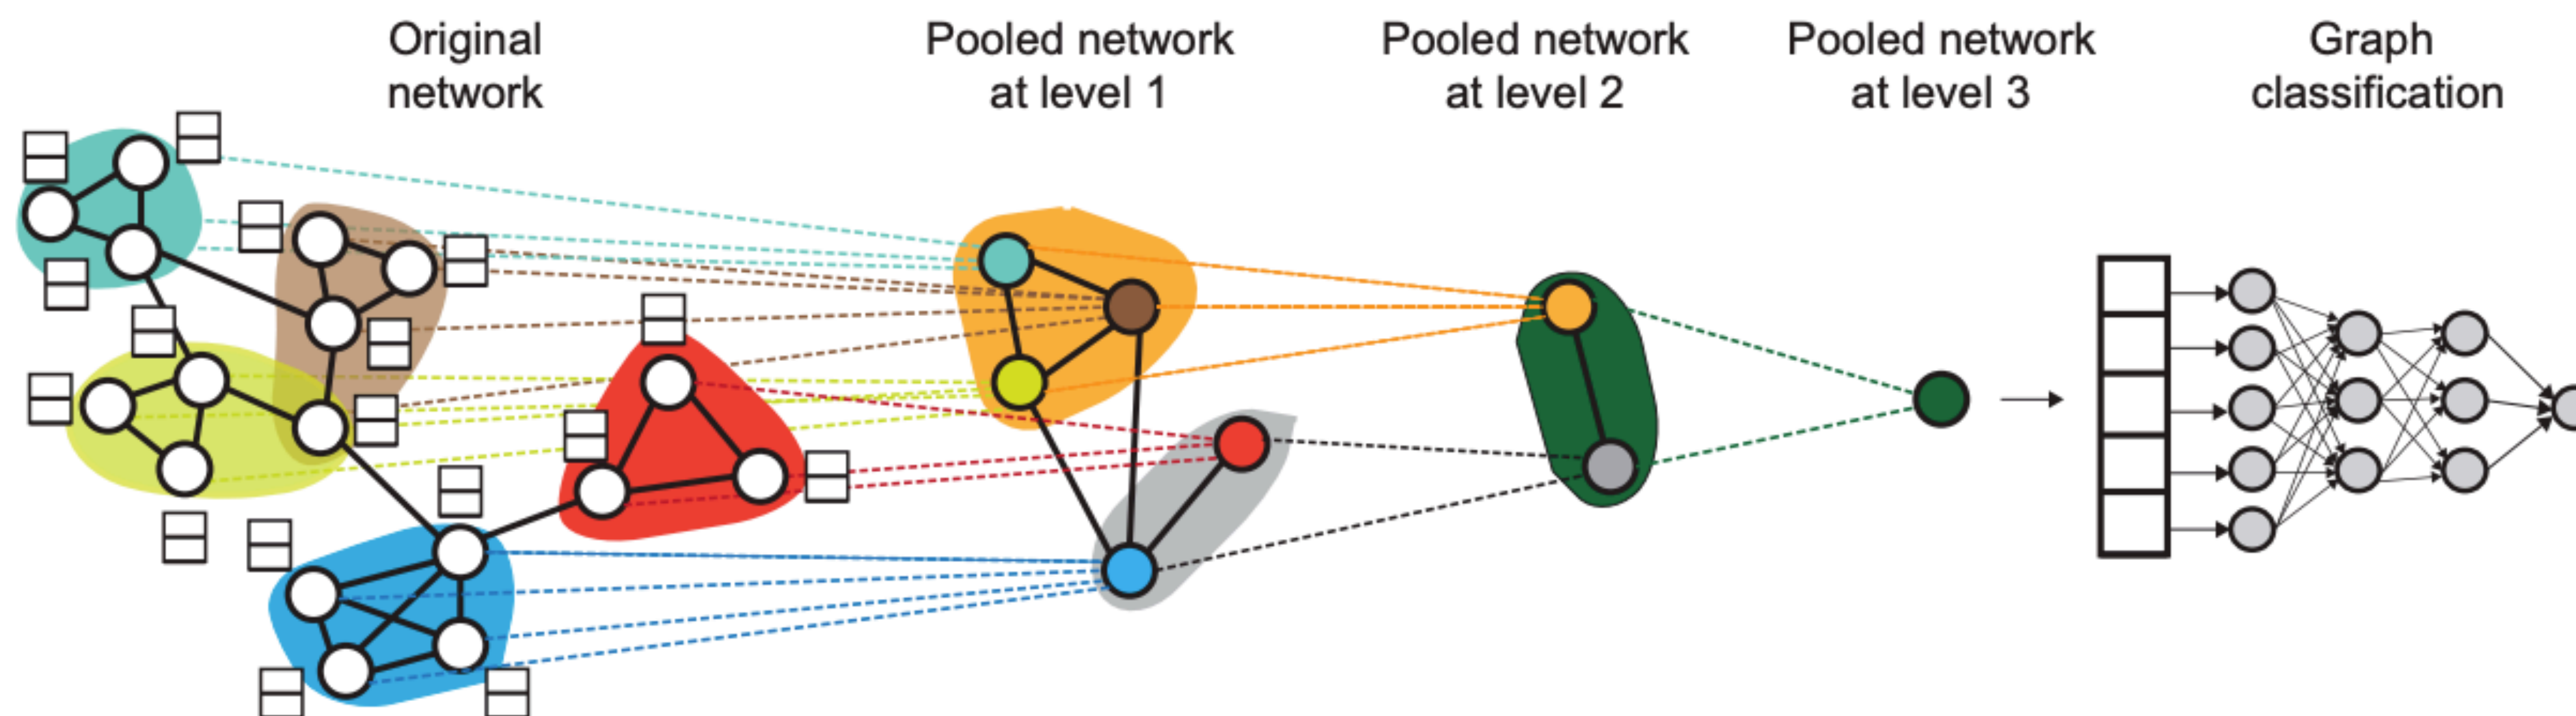 Original
network
Pooled network
at level 1
Pooled network
at level 2
Pooled network
at level 3
Graph
classification